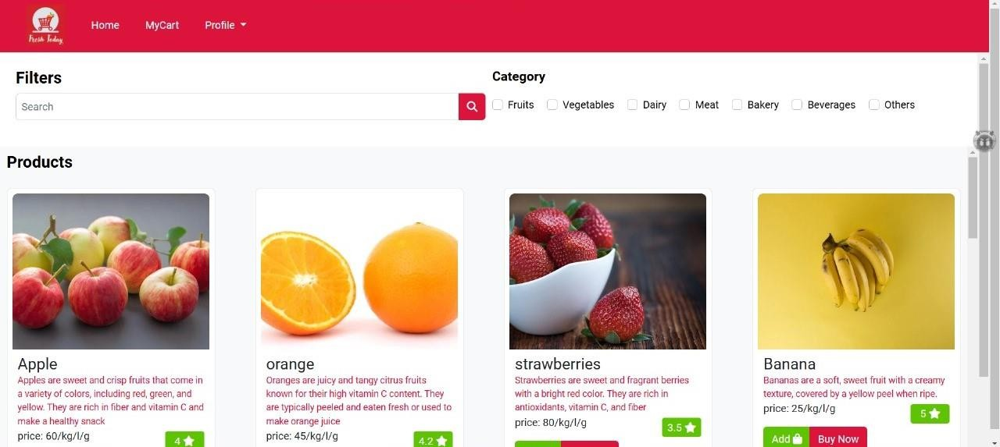 Fresh Today
Home
MyCart
Profile
Filters
Search
Category
Fruits
Vegetables
Dairy
Meat
Bakery
Beverages
Others
Products
Apple
Apples are sweet and crisp fruits that come in
a variety of colors, including red, green, and
yellow. They are rich in fiber and vitamin C and
make a healthy snack
price: 60/kg/l/g
4
orange
Oranges are juicy and tangy citrus fruits
known for their high vitamin C content. They
are typically peeled and eaten fresh or used to
make orange juice
price: 45/kg/l/g
4.2
strawberries
Strawberries are sweet and fragrant berries
with a bright red color. They are rich in
antioxidants, vitamin C, and fiber
price: 80/kg/l/g
3.5
Banana
Bananas are a soft, sweet fruit with a creamy
texture, covered by a yellow peel when ripe.
price: 25/kg/l/g
5
Add
Buy Now